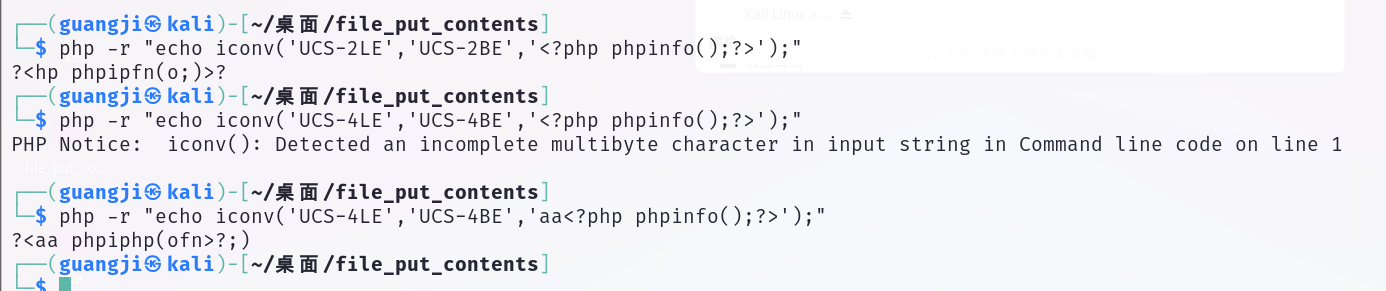 Kali Linux a...
┌──(guangji㉿kali)-[~/桌面/file_put_contents]
└─$ php -r "echo iconv('UCS-2LE','UCS-2BE','<?php phpinfo();?>');"
?<hp phpipfn(o;)>?
┌──(guangji㉿kali)-[~/桌面/file_put_contents]
└─$ php -r "echo iconv('UCS-4LE','UCS-4BE','<?php phpinfo();?>');"
PHP Notice:  iconv(): Detected an incomplete multibyte character in input string in Command line code on line 1
file_put_co...
┌──(guangji㉿kali)-[~/桌面/file_put_contents]
└─$ php -r "echo iconv('UCS-4LE','UCS-4BE','aa<?php phpinfo();?>');"
?<aa phpiphp(ofn>?;)
┌──(guangji㉿kali)-[~/桌面/file_put_contents]
└─$